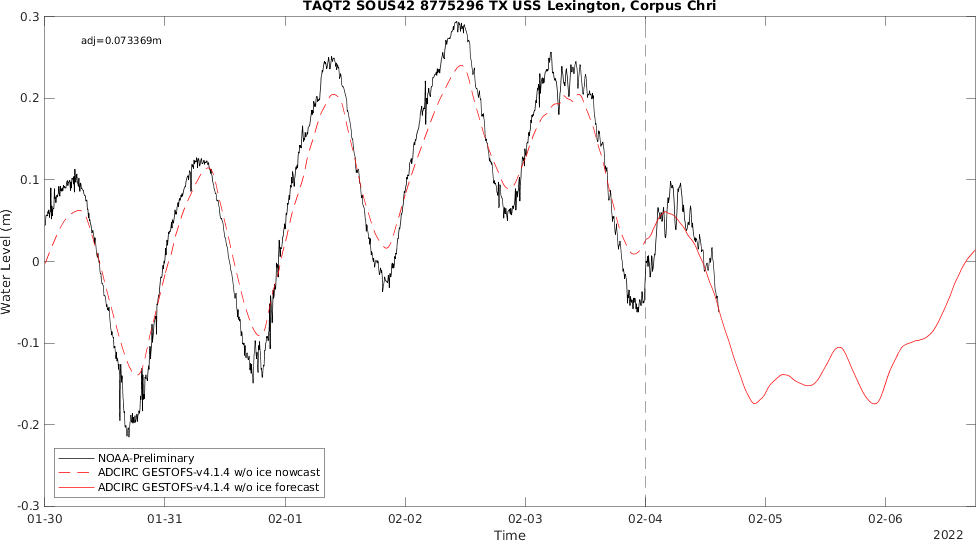 TAQT2 SOUS42 8775296 TX USS Lexington, Corpus Chri
adj=0.073369m
0.3
0.2
0.1
0
-0.1
-0.2
-0.3
Water Level (m)
NOAA-Preliminary
ADCIRC GESTOFS-v4.1.4 w/o ice nowcast
ADCIRC GESTOFS-v4.1.4 w/o ice forecast
01-30 01-31 02-01 02-02 02-03 02-04 02-05 02-06
Time
2022